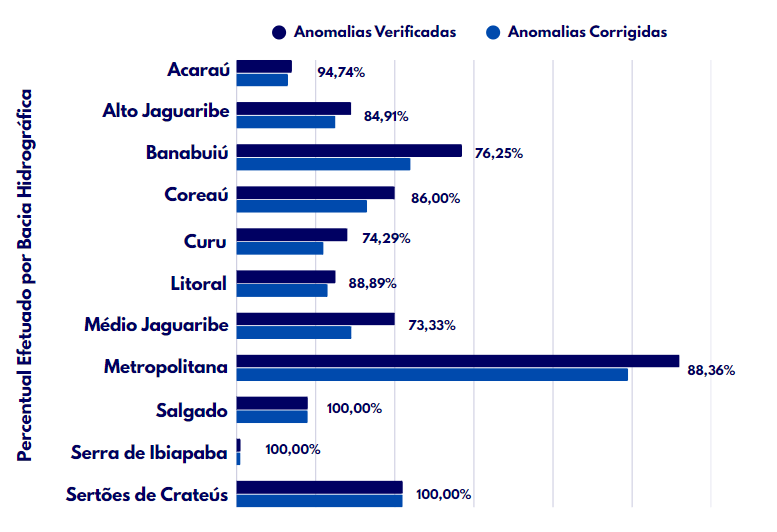 Anomalias Verificadas
Anomalias Corrigidas
Percentual Efetuado por Bacia Hidrográfica
Acaraú 94,74%
Alto Jaguaribe 84,91%
Banabuiú 76,25%
Coreaú 86,00%
Curu 74,29%
Litoral 88,89%
Médio Jaguaribe 73,33%
Metropolitana 88,36%
Salgado 100,00%
Serra de Ibiapaba 100,00%
Sertões de Crateús 100,00%